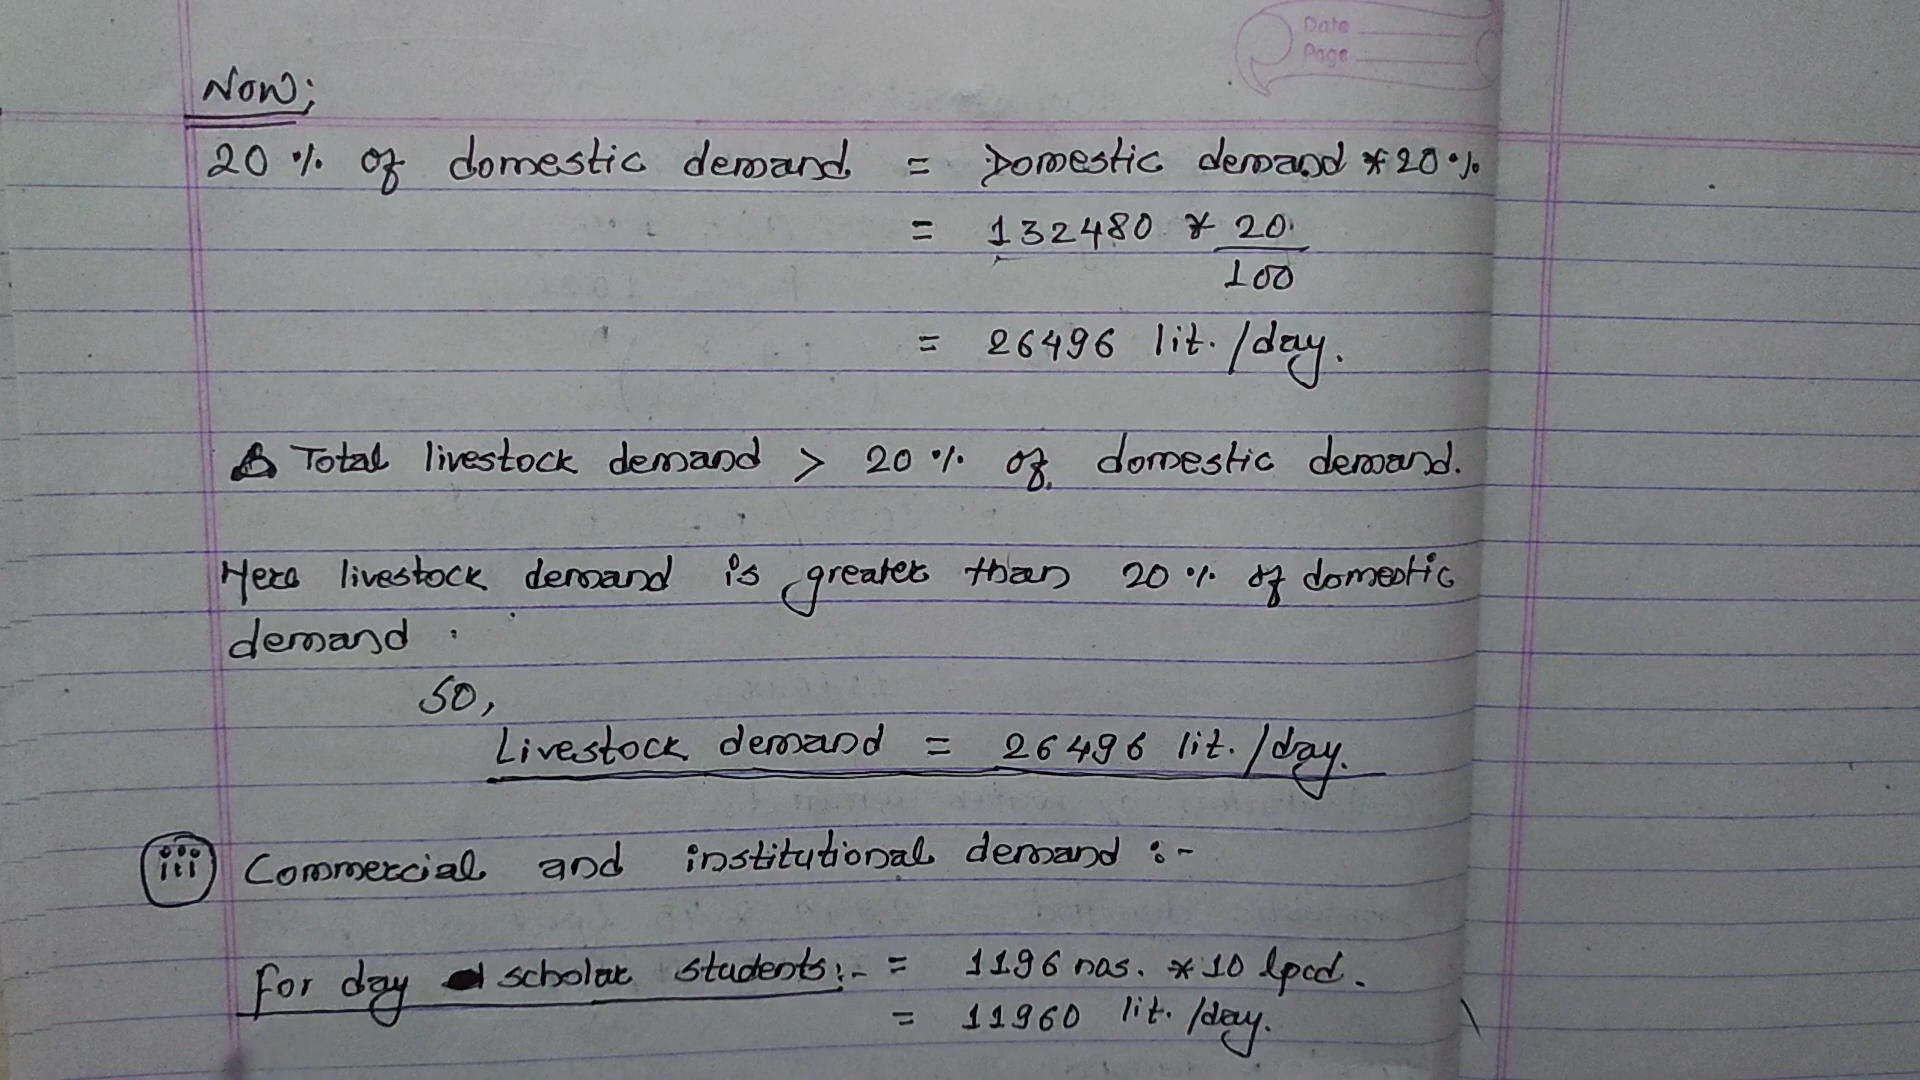 Date
Page
Now;
20 % of domestic demand = Domestic demand * 20 %
= 132480 * 20
100
= 26496 lit. /day.
Total livestock demand > 20 % of domestic demand.
Here livestock demand is greater than 20 % of domestic
demand.
So,
Livestock demand = 26496 lit. /day.
iii Commercial and institutional demand :-
For day scholar students :- = 1196 nos. * 10 lpcd.
= 11960 lit. /day.